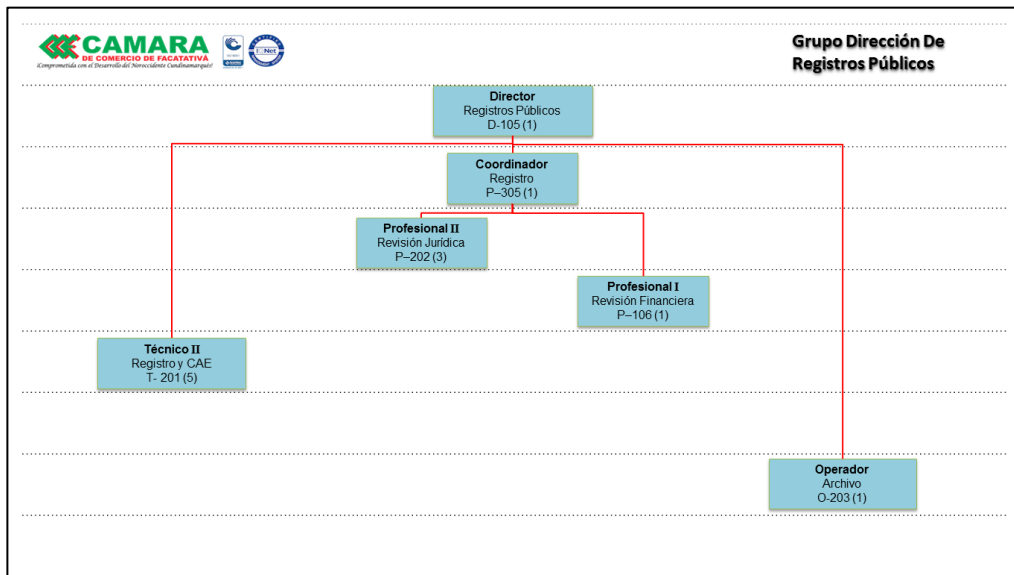 CAMARA
DE COMERCIO DE FACATATIVÁ
¡Comprometida con el Desarrollo del Noroccidente Cundinamarqués!
Net
Grupo Dirección De
Registros Públicos
Director
Registros Públicos
D-105 (1)
Coordinador
Registro
P–305 (1)
Profesional II
Revisión Jurídica
P–202 (3)
Profesional I
Revisión Financiera
P–106 (1)
Técnico II
Registro y CAE
T- 201 (5)
Operador
Archivo
O-203 (1)